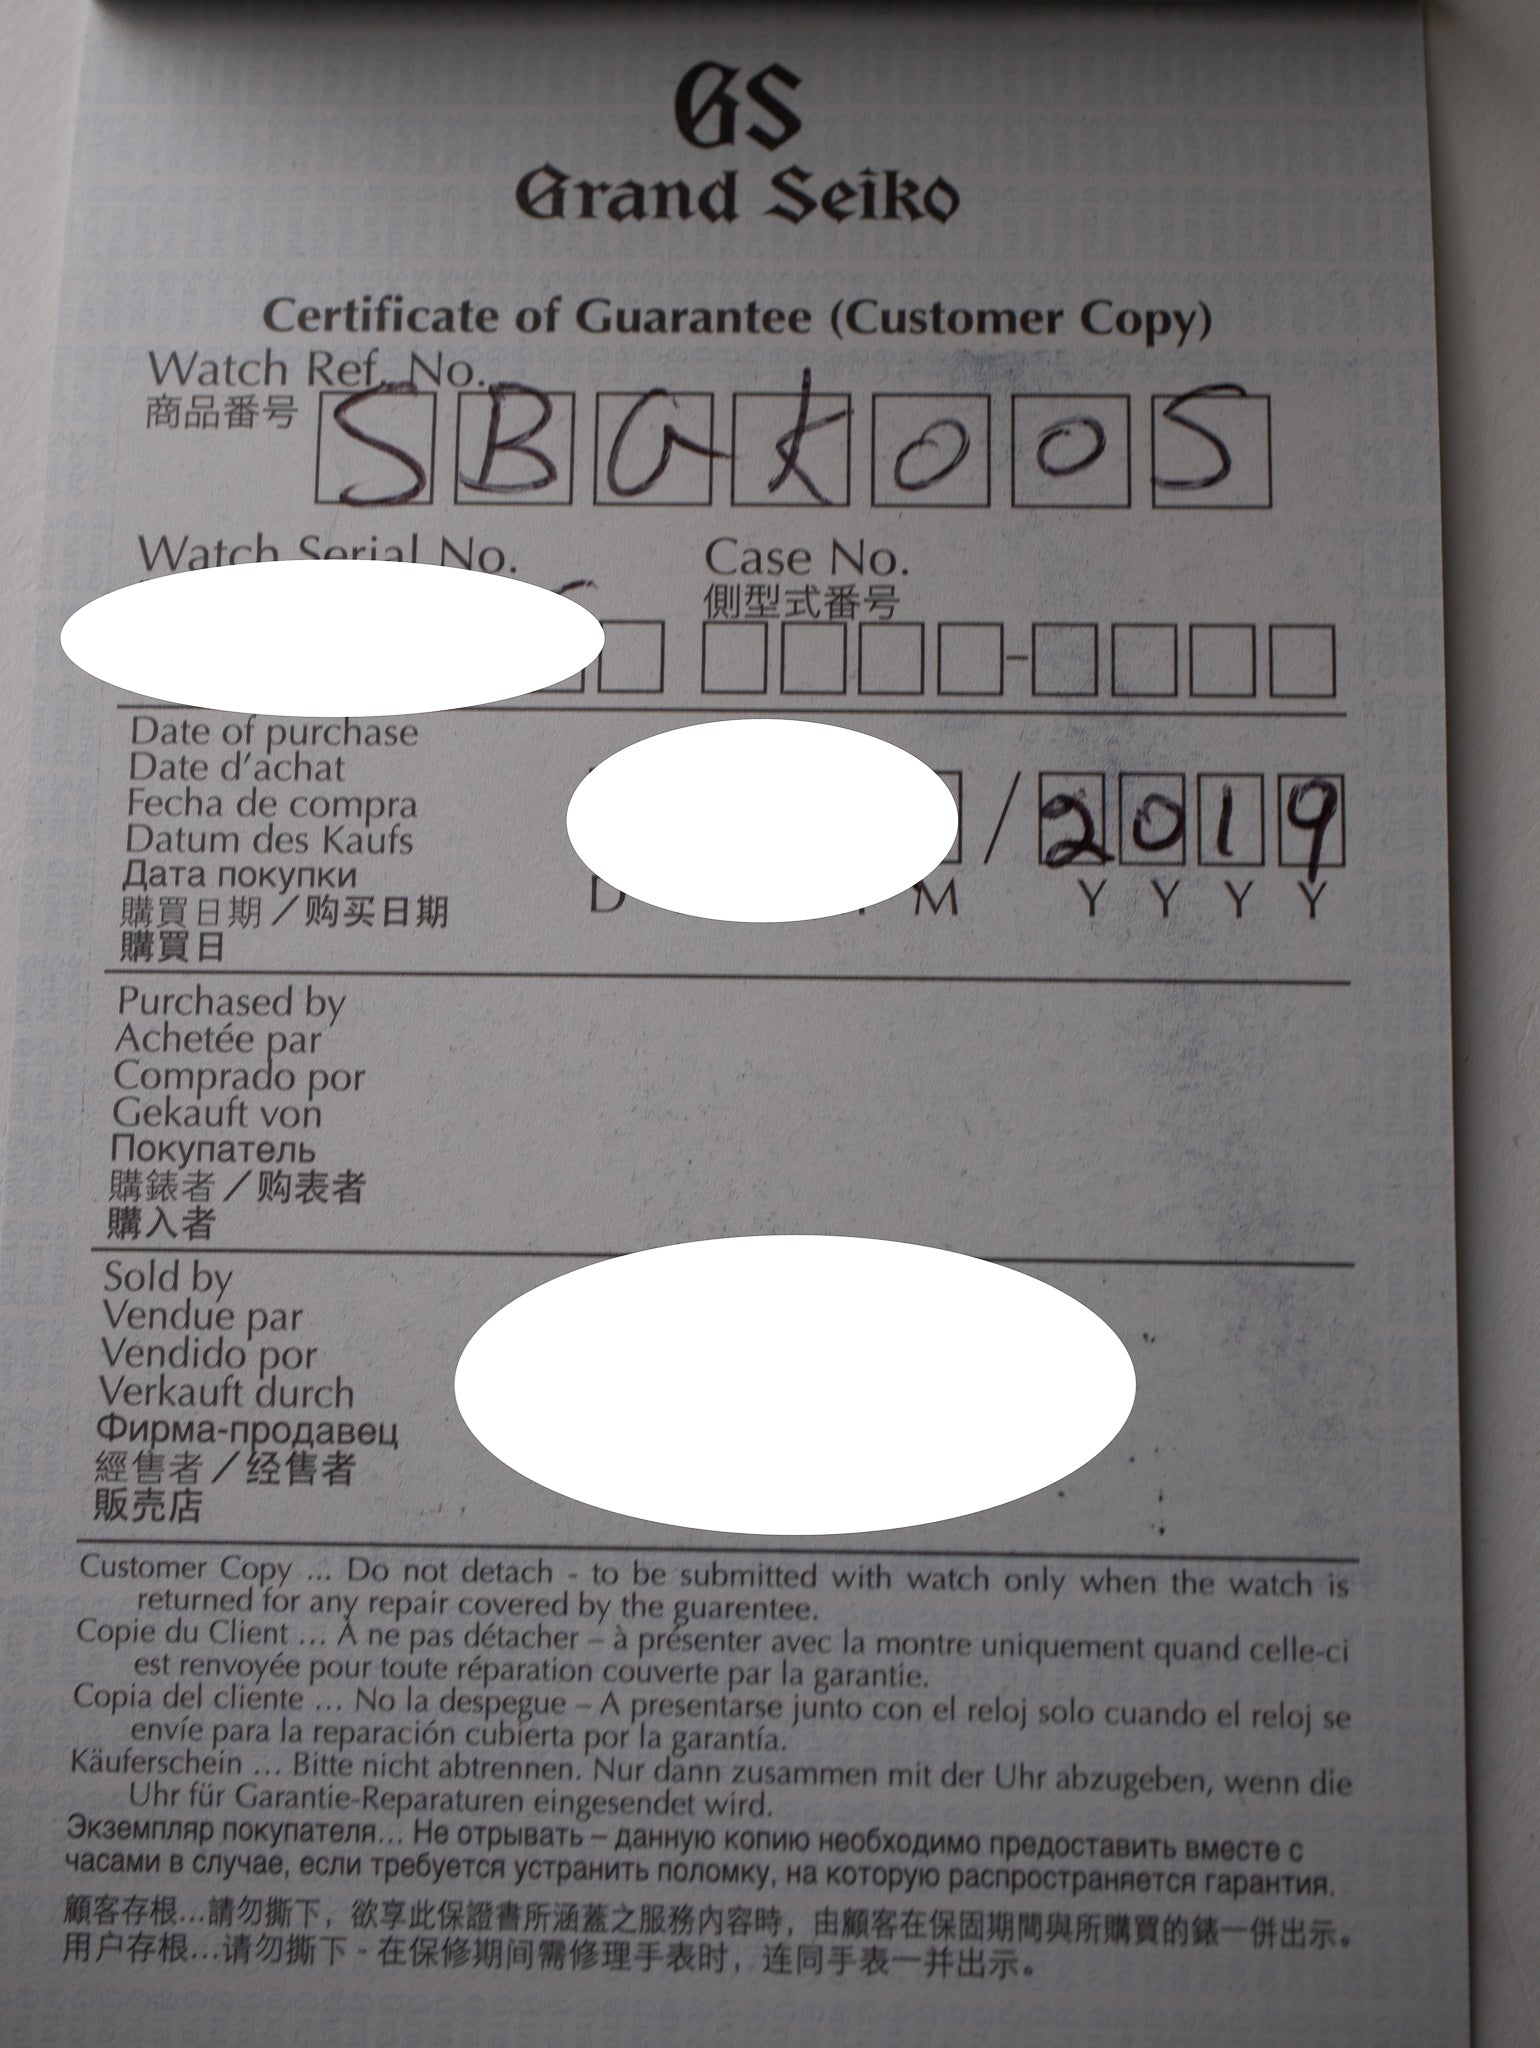 GS
Grand Seiko
Certificate of Guarantee (Customer Copy)
Watch Ref. No.
商品番号
SBGK005
Watch Serial No.
Case No.
側型式番号
-
Date of purchase
Date d'achat
Fecha de compra
Datum des Kaufs
Дата покупки
購買日期／购买日期
購買日
/ 2019
D M Y Y Y Y
Purchased by
Achetée par
Comprado por
Gekauft von
Покупатель
購錶者／购表者
購入者
Sold by
Vendue par
Vendido por
Verkauft durch
Фирма-продавец
經售者／经售者
販売店
Customer Copy ... Do not detach - to be submitted with watch only when the watch is
returned for any repair covered by the guarentee.
Copie du Client ... À ne pas détacher – à présenter avec la montre uniquement quand celle-ci
est renvoyée pour toute réparation couverte par la garantie.
Copia del cliente ... No la despegue – A presentarse junto con el reloj solo cuando el reloj se
envíe para la reparación cubierta por la garantía.
Käuferschein ... Bitte nicht abtrennen. Nur dann zusammen mit der Uhr abzugeben, wenn die
Uhr für Garantie-Reparaturen eingesendet wird.
Экземпляр покупателя... Не отрывать – данную копию необходимо предоставить вместе с
часами в случае, если требуется устранить поломку, на которую распространяется гарантия.
顧客存根...請勿撕下，欲享此保證書所涵蓋之服務內容時，由顧客在保固期間與所購買的錶一併出示。
用户存根...请勿撕下 - 在保修期间需修理手表时，连同手表一并出示。